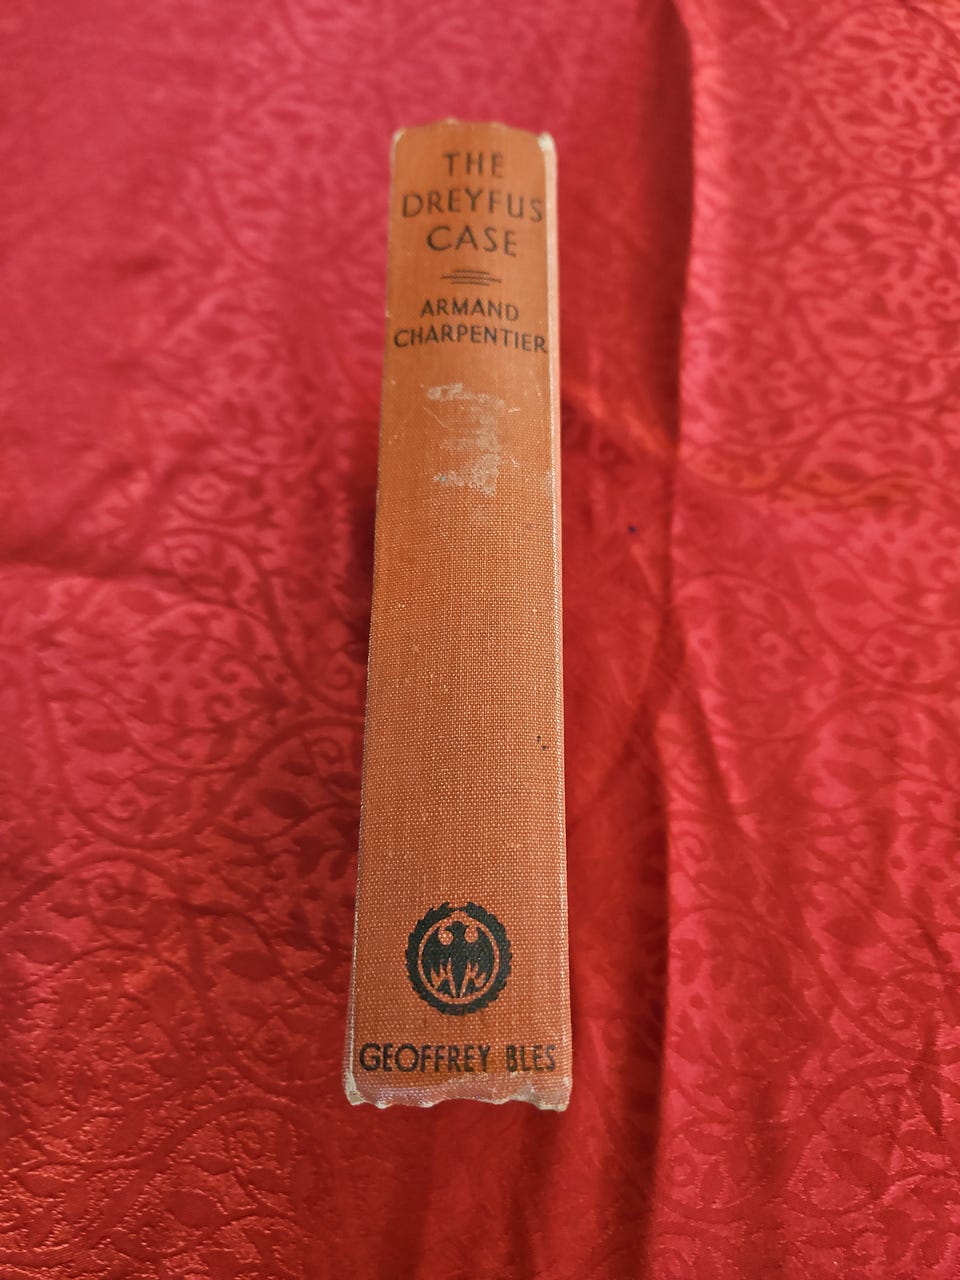 THE
DREYFUS
CASE
ARMAND
CHARPENTIER
GEOFFREY BLES